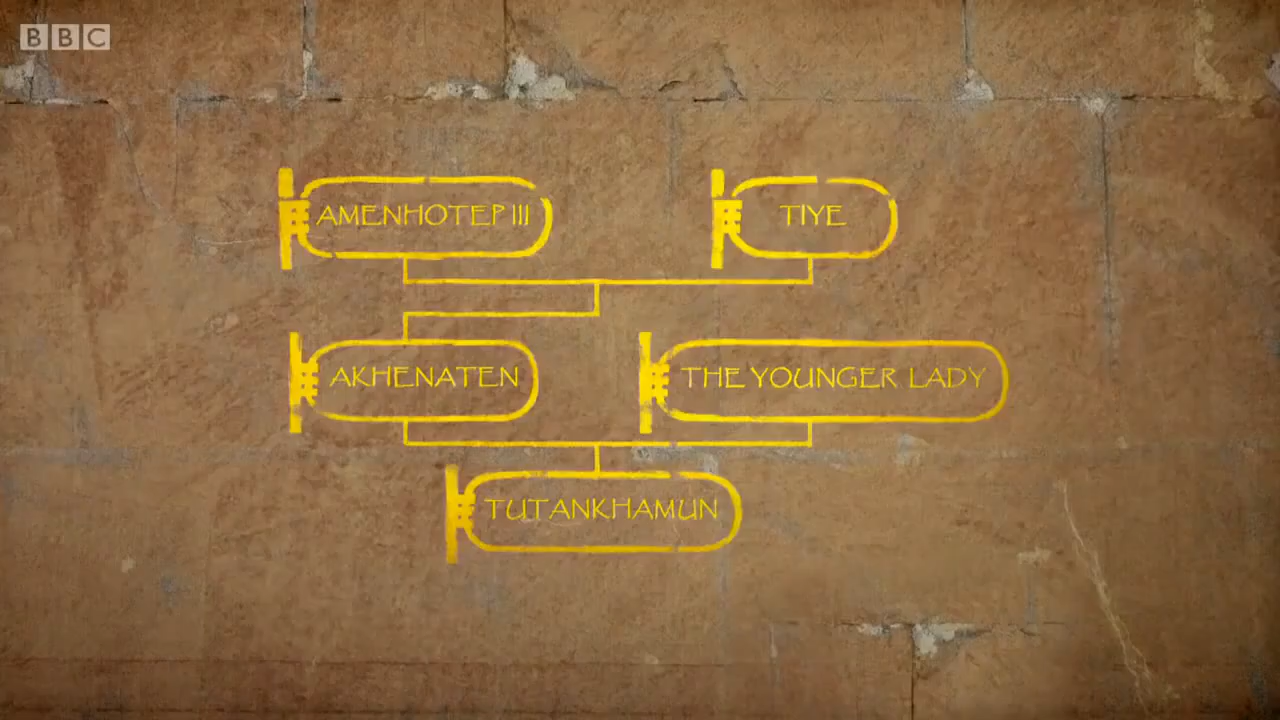 BBC
AMENHOTEP III
TIYE
AKHENATEN
THE YOUNGER LADY
TUTANKHAMUN